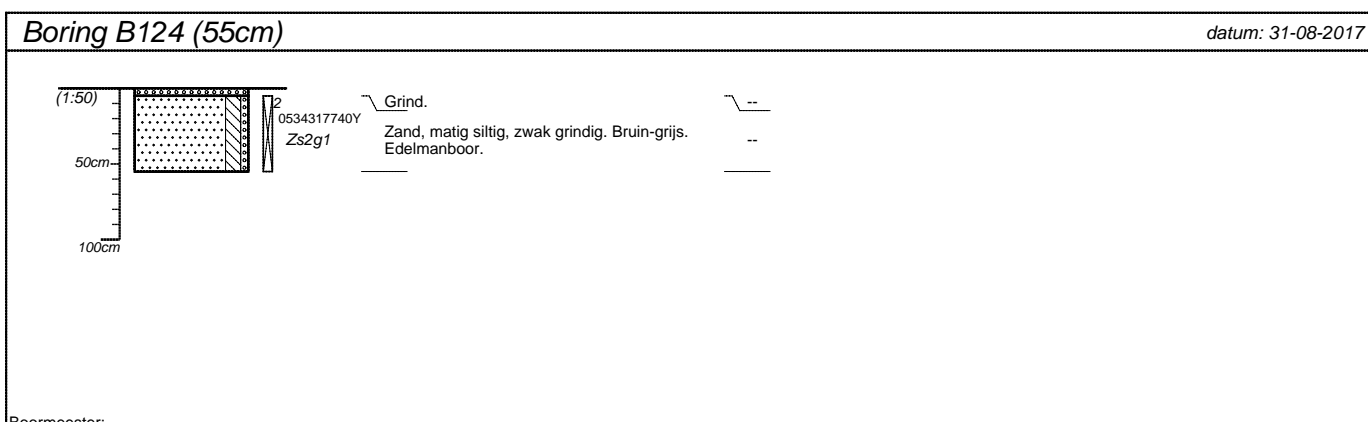 Boring B124 (55cm)
datum: 31-08-2017
(1:50)
2
0534317740Y
Zs2g1
Grind.
--
Zand, matig siltig, zwak grindig. Bruin-grijs.
Edelmanboor.
--
50cm
100cm
Boormeester: